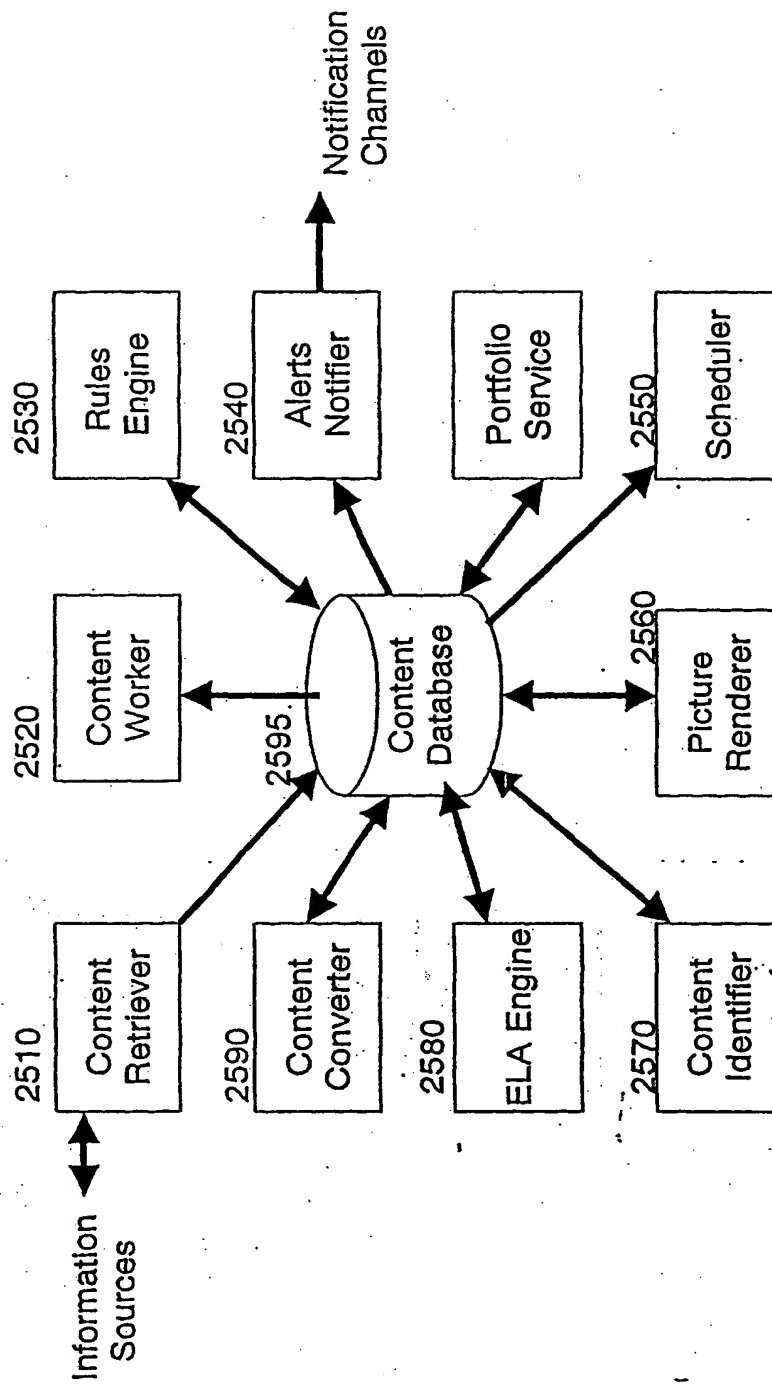 Information
Sources
2510
Content
Retriever
2520
Content
Worker
2530
Rules
Engine
2590
Content
Converter
2595.
Content
Database
2540
Alerts
Notifier
Notification
Channels
2580
ELA Engine
Portfolio
Service
2570
Content
Identifier
2560
Picture
Renderer
2550
Scheduler